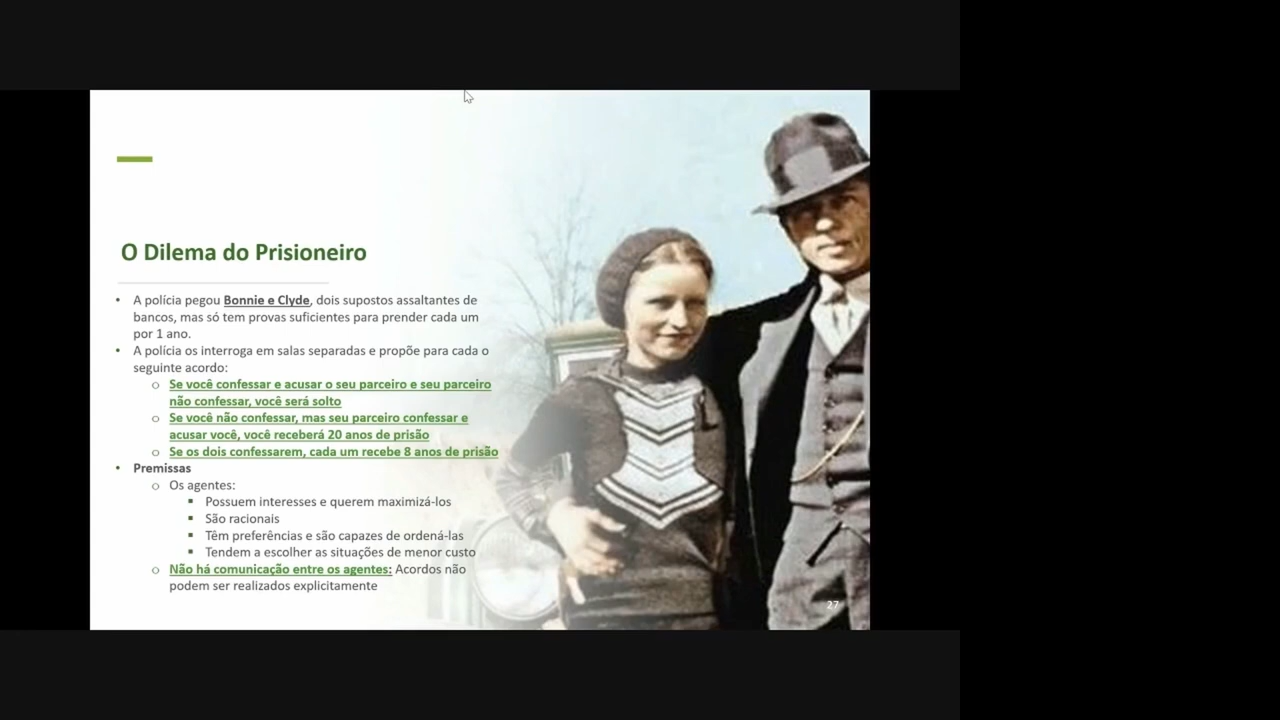 O Dilema do Prisioneiro
• A polícia pegou Bonnie e Clyde, dois supostos assaltantes de
bancos, mas só tem provas suficientes para prender cada um
por 1 ano.
• A polícia os interroga em salas separadas e propõe para cada o
seguinte acordo:
o Se você confessar e acusar o seu parceiro e seu parceiro
não confessar, você será solto
o Se você não confessar, mas seu parceiro confessar e
acusar você, você receberá 20 anos de prisão
o Se os dois confessarem, cada um recebe 8 anos de prisão
• Premissas
o Os agentes:
▪ Possuem interesses e querem maximizá-los
▪ São racionais
▪ Têm preferências e são capazes de ordená-las
▪ Tendem a escolher as situações de menor custo
o Não há comunicação entre os agentes: Acordos não
podem ser realizados explicitamente
27